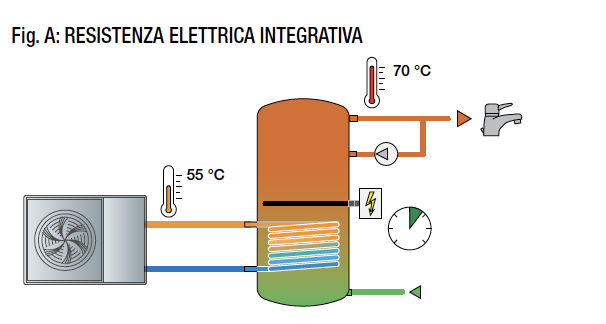 Fig. A: RESISTENZA ELETTRICA INTEGRATIVA
70 °C
55 °C